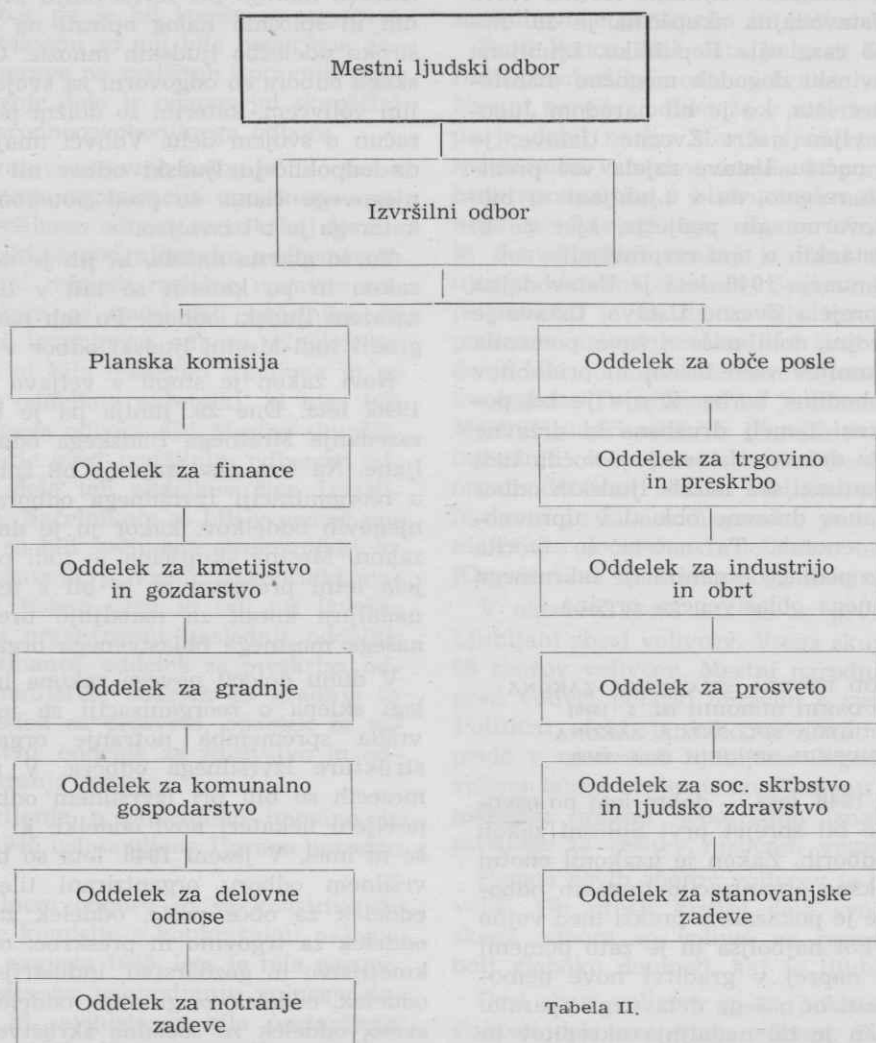 Mestni ljudski odbor
Izvršilni odbor
Planska komisija
Oddelek za finance
Oddelek za kmetijstvo
in gozdarstvo
Oddelek za gradnje
Oddelek za komunalno
gospodarstvo
Oddelek za delovne
odnose
Oddelek za notranje
zadeve
Oddelek za obče posle
Oddelek za trgovino
in preskrbo
Oddelek za industrijo
in obrt
Oddelek za prosveto
Oddelek za soc. skrbstvo
in ljudsko zdravstvo
Oddelek za stanovanjske
zadeve
Tabela II.